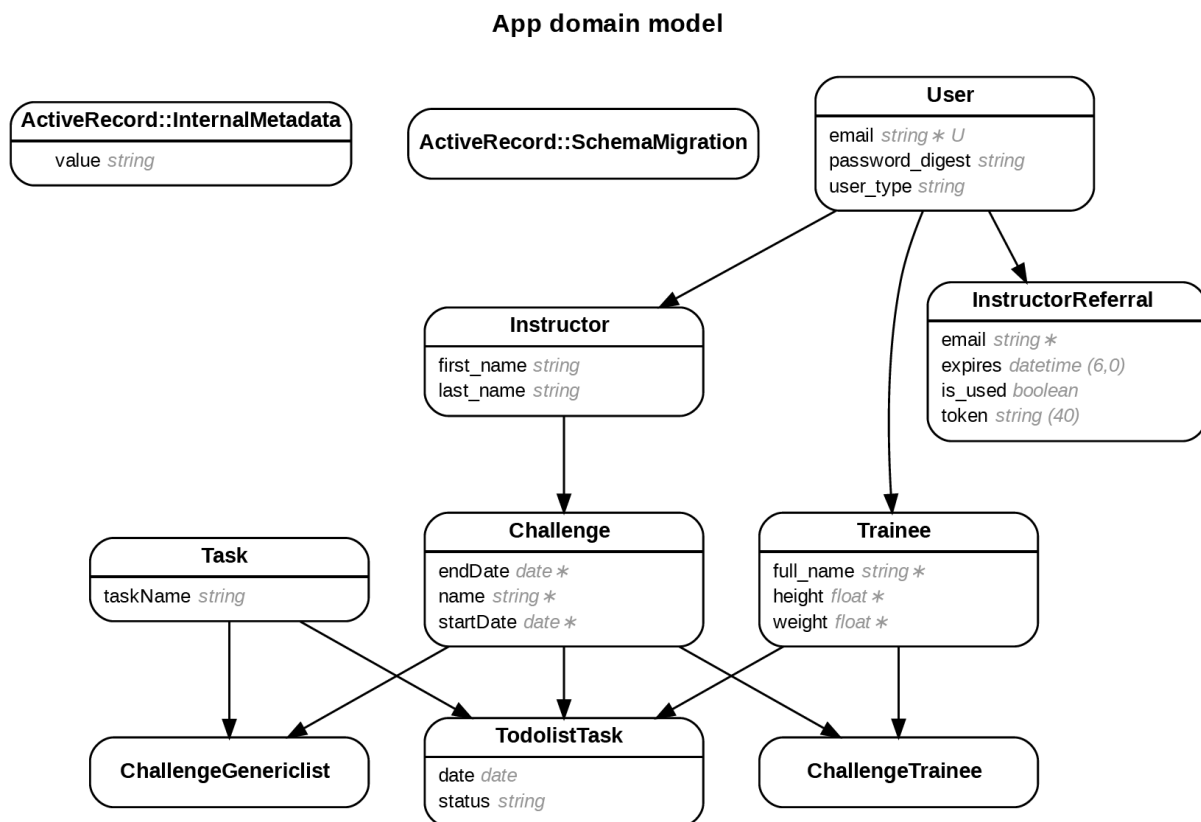 App domain model
ActiveRecord::InternalMetadata
value string
ActiveRecord::SchemaMigration
User
email string∗ U
password_digest string
user_type string
Instructor
first_name string
last_name string
InstructorReferral
email string∗
expires datetime (6,0)
is_used boolean
token string (40)
Task
taskName string
Challenge
endDate date∗
name string∗
startDate date∗
Trainee
full_name string∗
height float∗
weight float∗
ChallengeGenericlist
TodolistTask
date date
status string
ChallengeTrainee